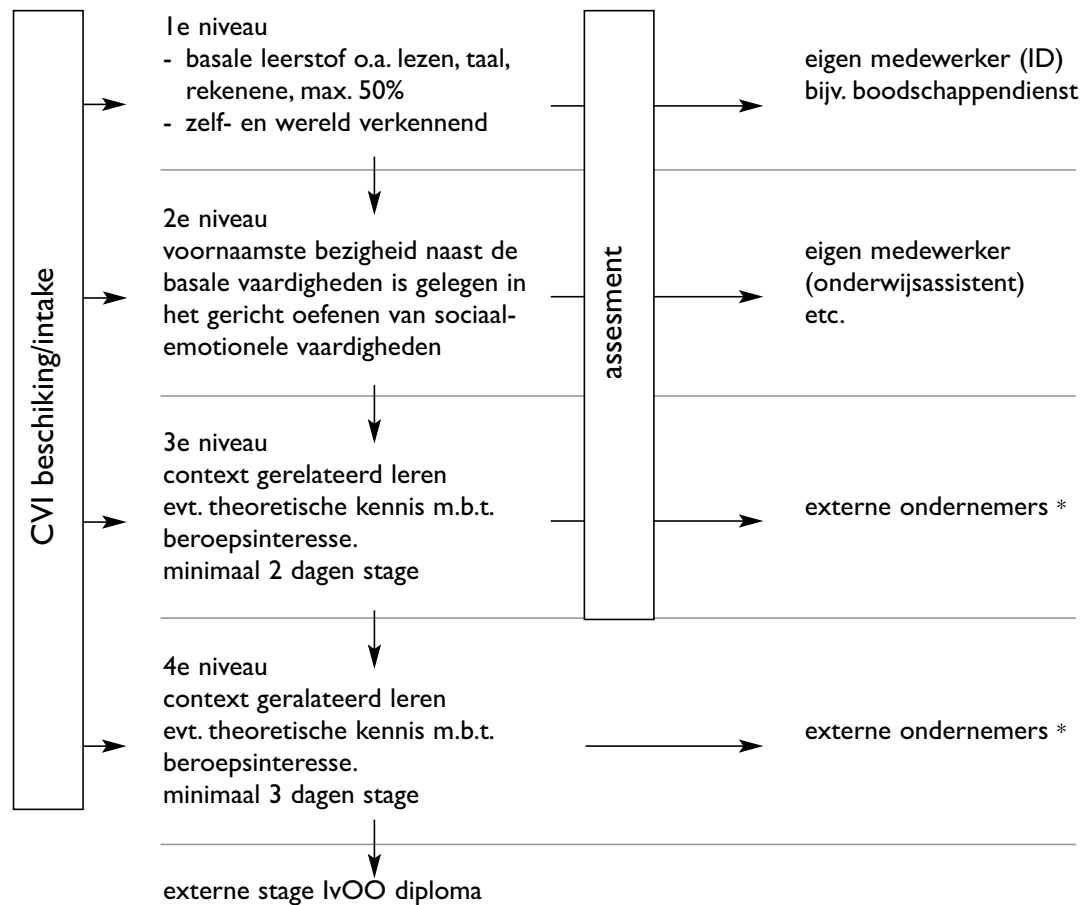 CVI beschiking/intake
1e niveau
- basale leerstof o.a. lezen, taal,
rekenene, max. 50%
- zelf- en wereld verkennend
eigen medewerker (ID)
bijv. boodschappendienst
assesment
2e niveau
voornaamste bezigheid naast de
basale vaardigheden is gelegen in
het gericht oefenen van sociaal-
emotionele vaardigheden
eigen medewerker
(onderwijsassistent)
etc.
3e niveau
context gerelateerd leren
evt. theoretische kennis m.b.t.
beroepsinteresse.
minimaal 2 dagen stage
externe ondernemers *
4e niveau
context geralateerd leren
evt. theoretische kennis m.b.t.
beroepsinteresse.
minimaal 3 dagen stage
externe ondernemers *
externe stage lvOO diploma